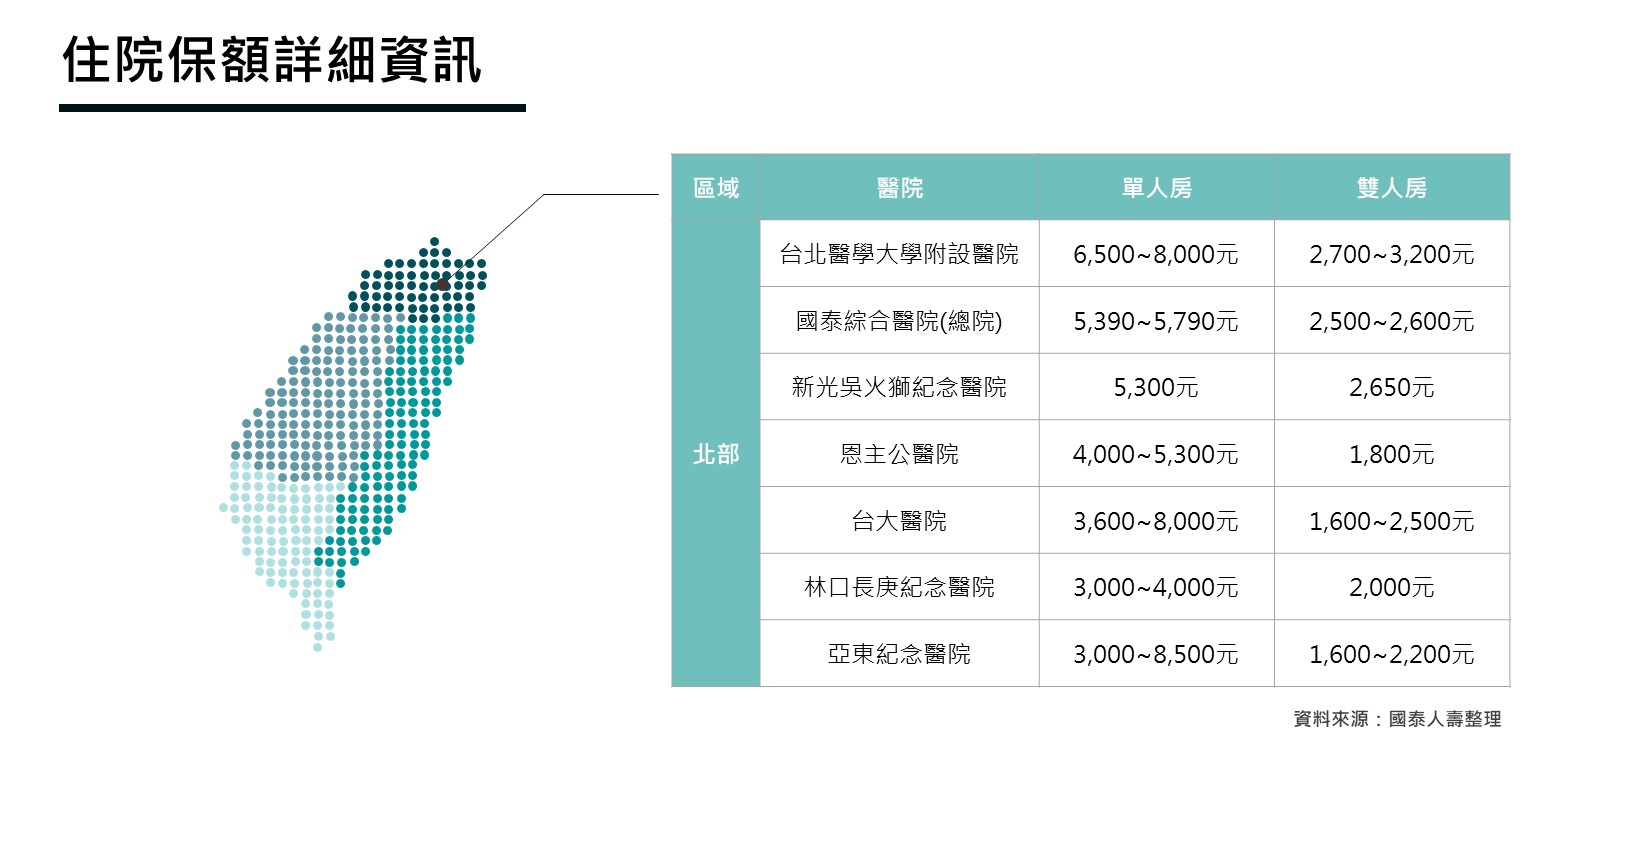 住院保額詳細資訊
區域 醫院 單人房 雙人房
北部
台北醫學大學附設醫院 6,500~8,000元 2,700~3,200元
國泰綜合醫院(總院) 5,390~5,790元 2,500~2,600元
新光吳火獅紀念醫院 5,300元 2,650元
恩主公醫院 4,000~5,300元 1,800元
台大醫院 3,600~8,000元 1,600~2,500元
林口長庚紀念醫院 3,000~4,000元 2,000元
亞東紀念醫院 3,000~8,500元 1,600~2,200元
資料來源：國泰人壽整理